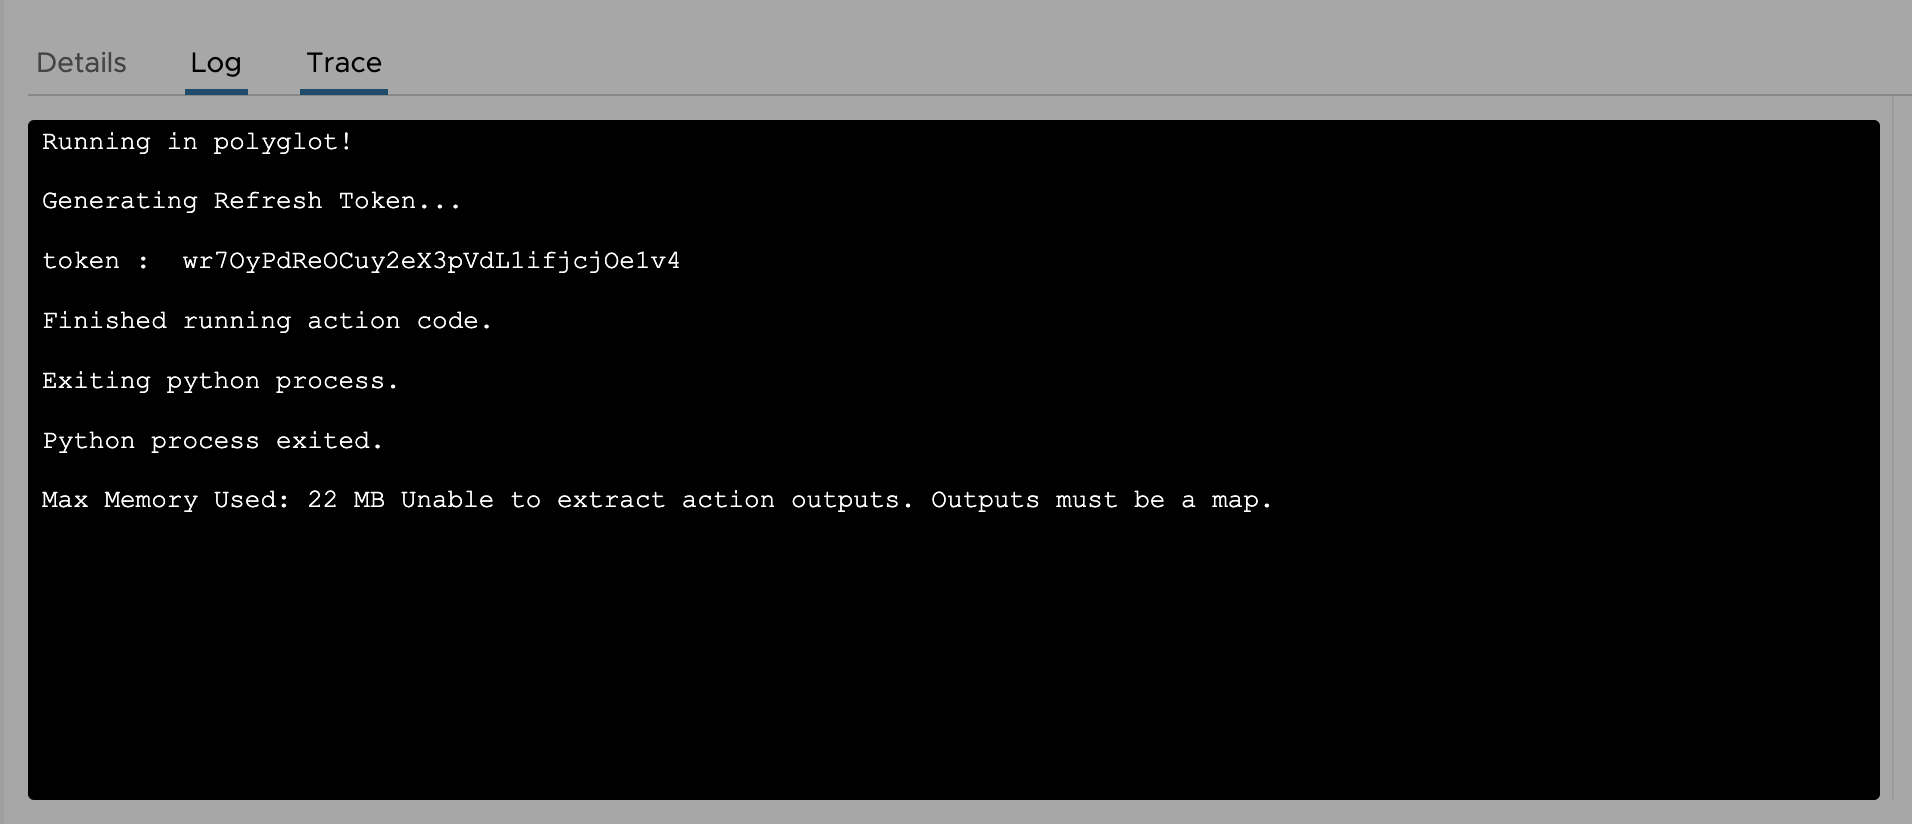 Details Log Trace
Running in polyglot!
Generating Refresh Token...
token :  wr7OyPdReOCuy2eX3pVdL1ifjcjOe1v4
Finished running action code.
Exiting python process.
Python process exited.
Max Memory Used: 22 MB Unable to extract action outputs. Outputs must be a map.